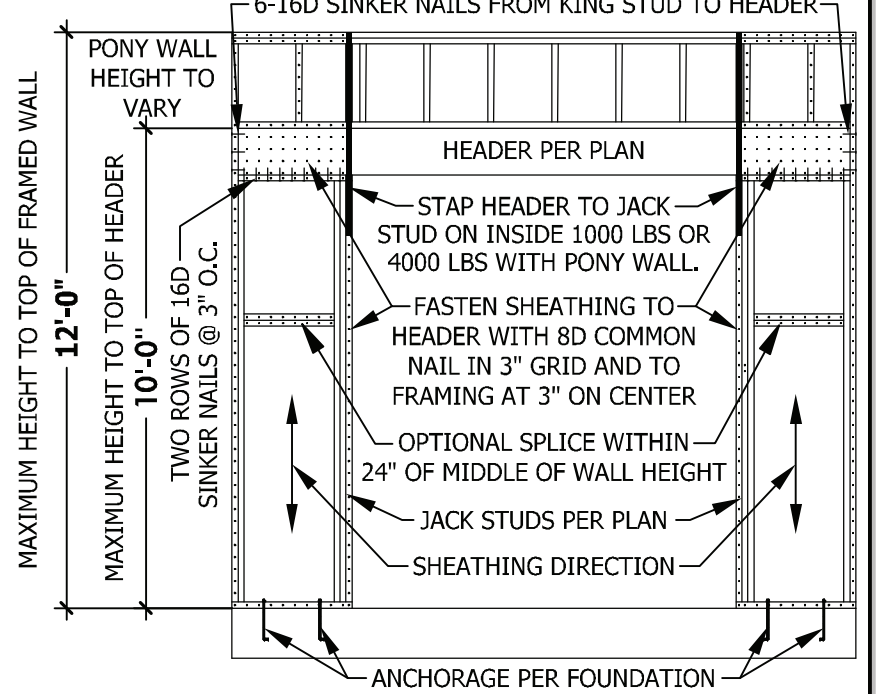 6-16D SINKER NAILS FROM KING STUD TO HEADER
PONY WALL
HEIGHT TO
VARY
MAXIMUM HEIGHT TO TOP OF FRAMED WALL
12'-0"
MAXIMUM HEIGHT TO TOP OF HEADER
10'-0"
TWO ROWS OF 16D
SINKER NAILS @ 3" O.C.
HEADER PER PLAN
STAP HEADER TO JACK
STUD ON INSIDE 1000 LBS OR
4000 LBS WITH PONY WALL.
FASTEN SHEATHING TO
HEADER WITH 8D COMMON
NAIL IN 3" GRID AND TO
FRAMING AT 3" ON CENTER
OPTIONAL SPLICE WITHIN
24" OF MIDDLE OF WALL HEIGHT
JACK STUDS PER PLAN
SHEATHING DIRECTION
ANCHORAGE PER FOUNDATION